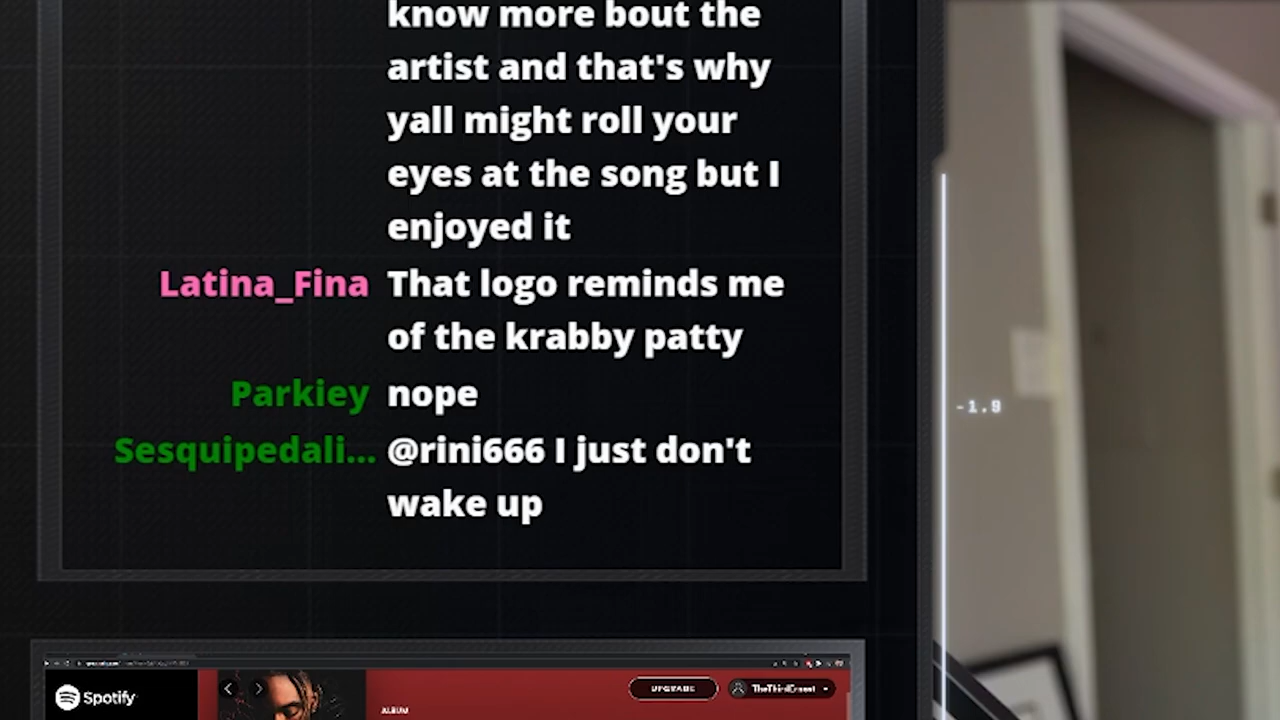 know more bout the
artist and that's why
yall might roll your
eyes at the song but I
enjoyed it
Latina_Fina That logo reminds me
of the krabby patty
Parkiey nope
Sesquipedali... @rini666 I just don't
wake up
-1.9
Spotify
UPGRADE
TheThirdErnest
ALBUM